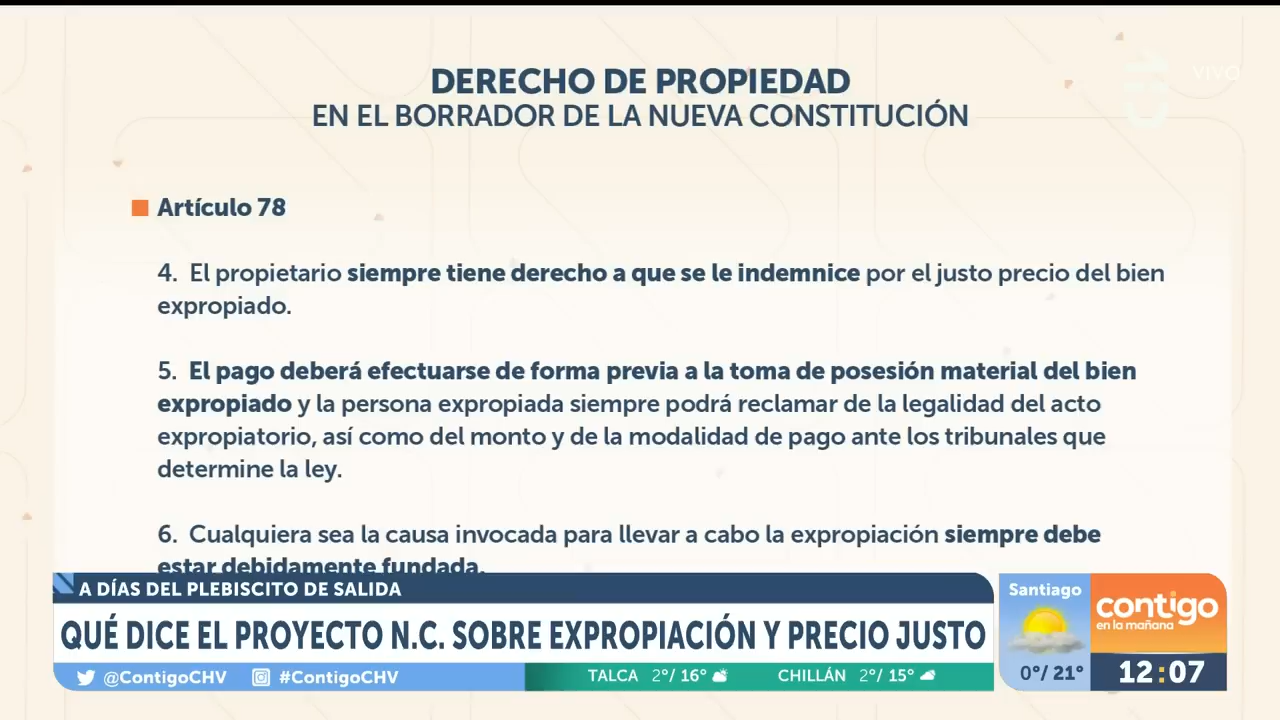 DERECHO DE PROPIEDAD
EN EL BORRADOR DE LA NUEVA CONSTITUCIÓN
VIVO
Artículo 78
4. El propietario siempre tiene derecho a que se le indemnice por el justo precio del bien
expropiado.
5. El pago deberá efectuarse de forma previa a la toma de posesión material del bien
expropiado y la persona expropiada siempre podrá reclamar de la legalidad del acto
expropiatorio, así como del monto y de la modalidad de pago ante los tribunales que
determine la ley.
6. Cualquiera sea la causa invocada para llevar a cabo la expropiación siempre debe
estar debidamente fundada.
A DÍAS DEL PLEBISCITO DE SALIDA
QUÉ DICE EL PROYECTO N.C. SOBRE EXPROPIACIÓN Y PRECIO JUSTO
@ContigoCHV #ContigoCHV
TALCA 2°/ 16° CHILLÁN 2°/ 15°
Santiago
0°/ 21°
contigo
en la mañana
12:07